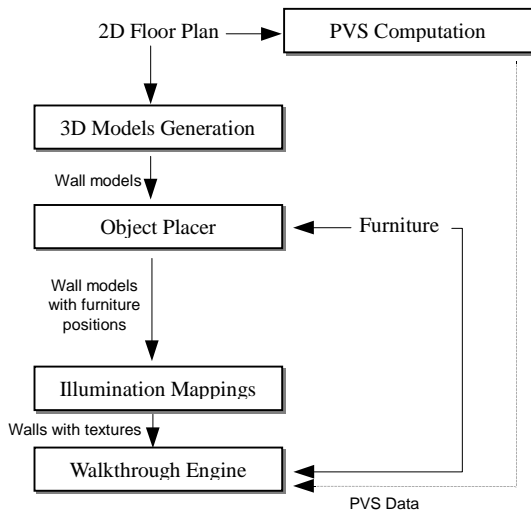 2D Floor Plan
PVS Computation
3D Models Generation
Wall models
Object Placer
Furniture
Wall models
with furniture
positions
Illumination Mappings
Walls with textures
Walkthrough Engine
PVS Data